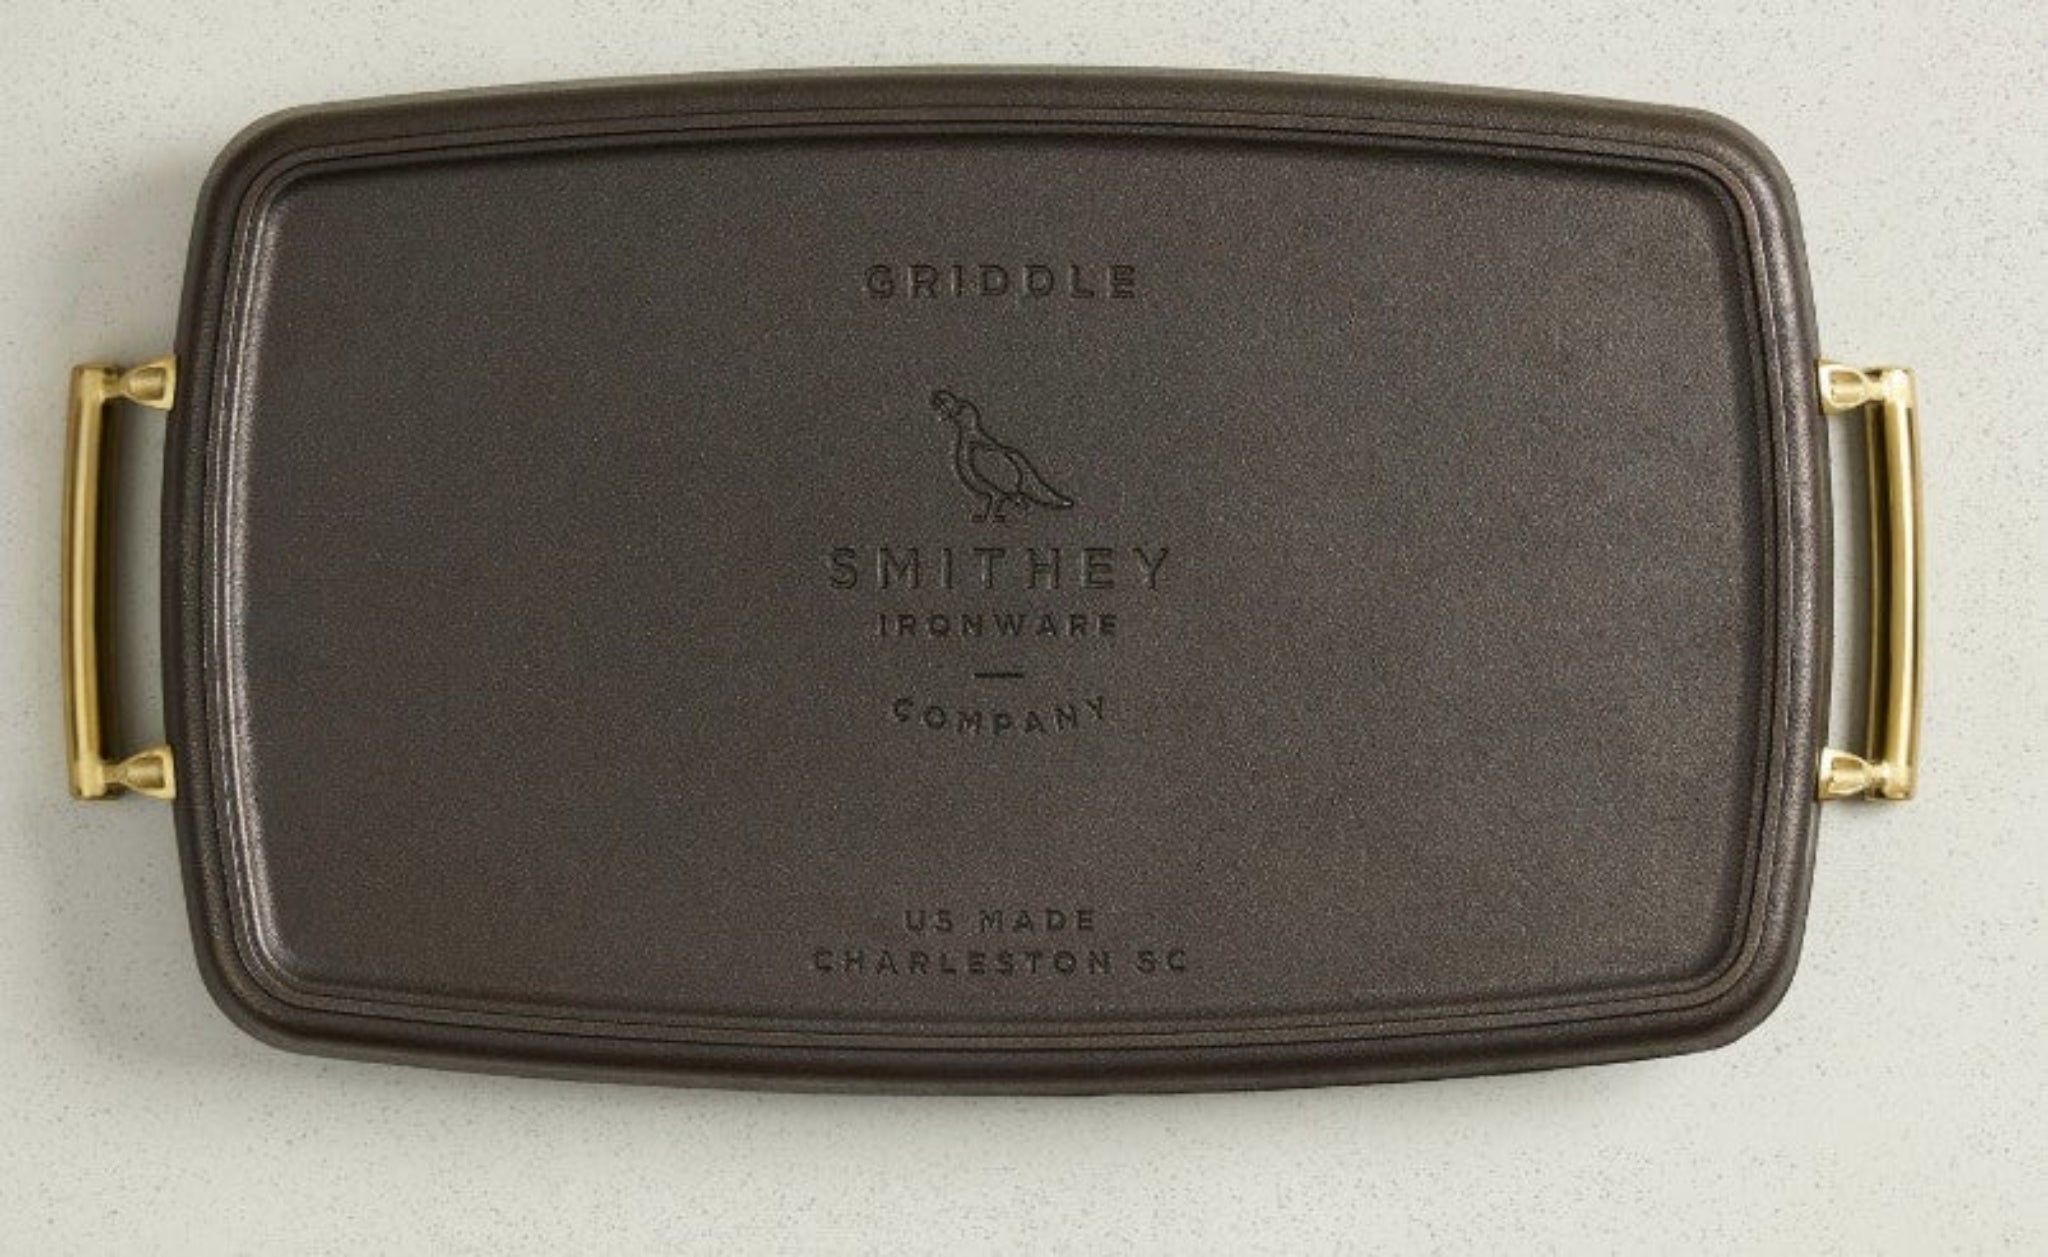 GRIDDLE
SMITHEY
IRONWARE
COMPANY
US MADE
CHARLESTON SC